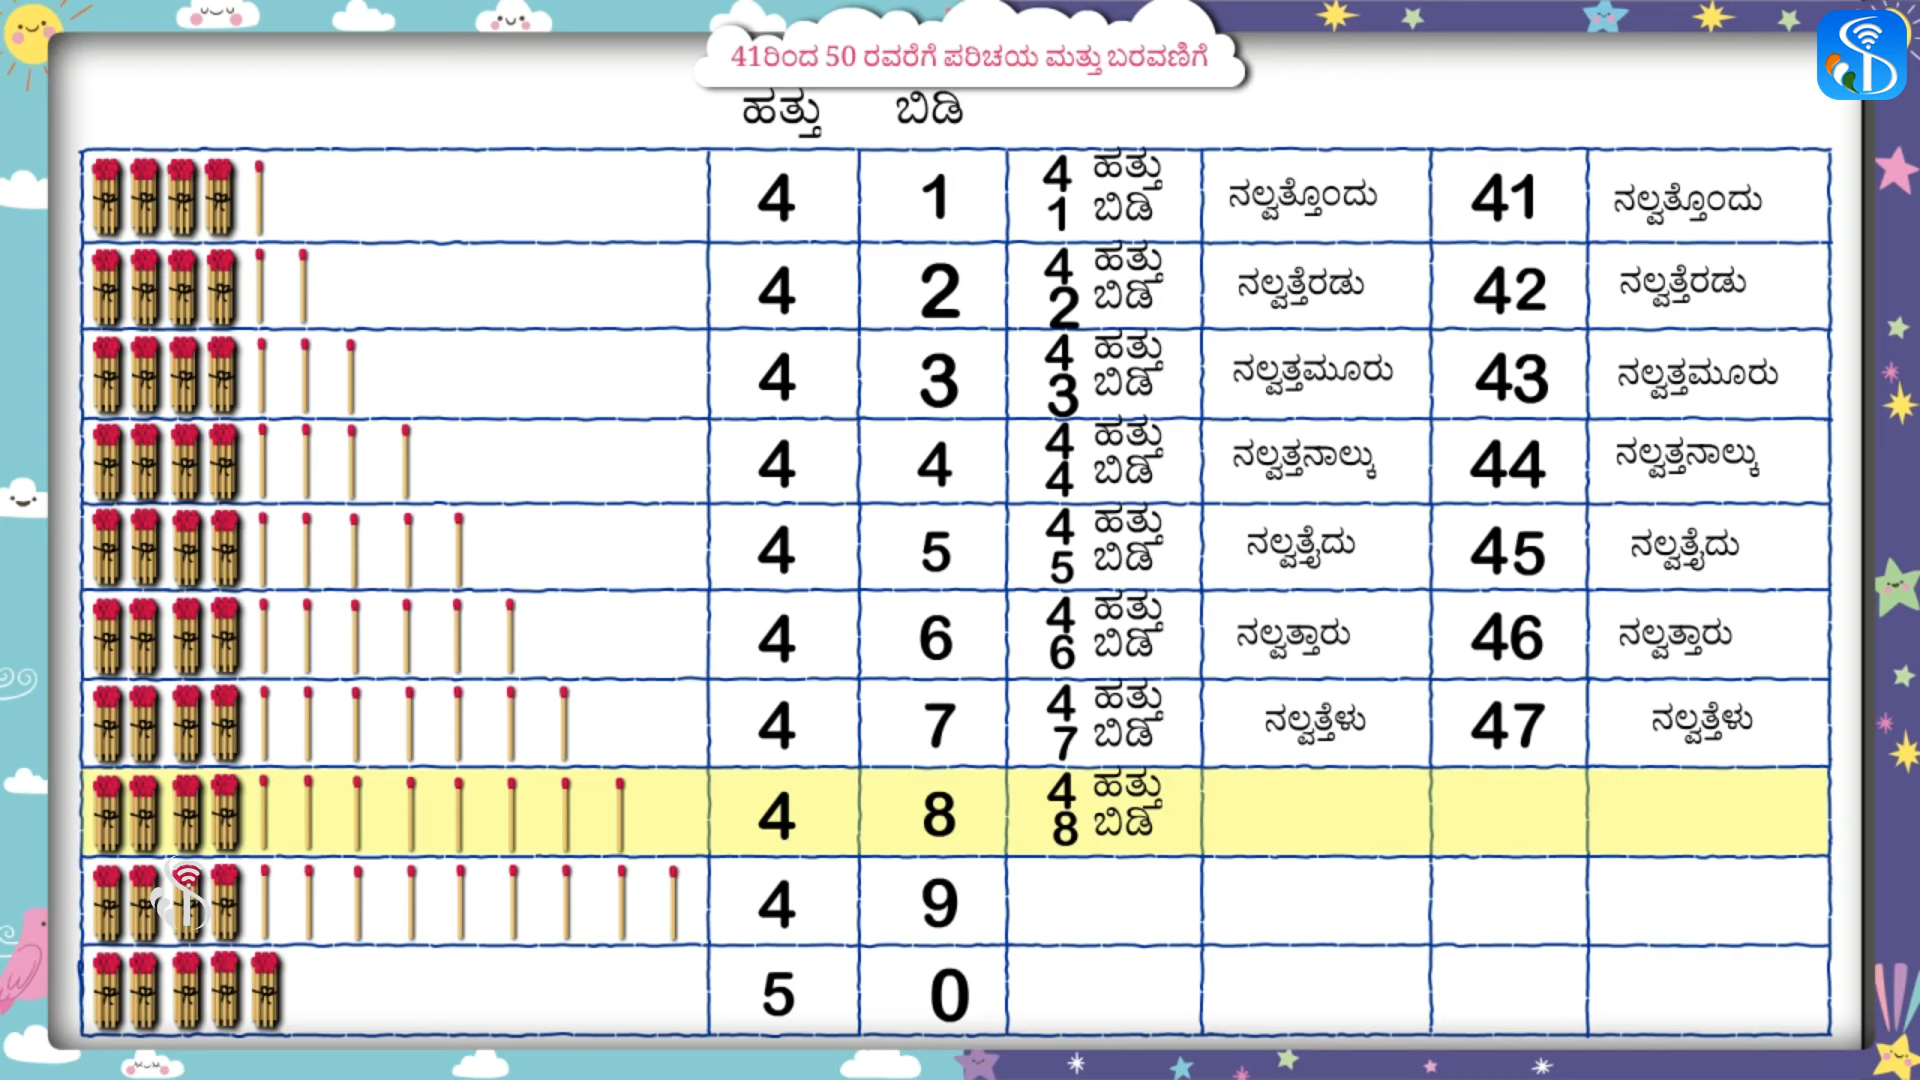 41ರಿಂದ 50 ರವರೆಗೆ ಪರಿಚಯ ಮತ್ತು ಬರವಣಿಗೆ
ಹತ್ತು ಬಿಡಿ
4 1 4 ಹತ್ತು 1 ಬಿಡಿ ನಲ್ವತ್ತೊಂದು 41 ನಲ್ವತ್ತೊಂದು
4 2 4 ಹತ್ತು 2 ಬಿಡಿ ನಲ್ವತ್ತೆರಡು 42 ನಲ್ವತ್ತೆರಡು
4 3 4 ಹತ್ತು 3 ಬಿಡಿ ನಲ್ವತ್ತಮೂರು 43 ನಲ್ವತ್ತಮೂರು
4 4 4 ಹತ್ತು 4 ಬಿಡಿ ನಲ್ವತ್ತನಾಲ್ಕು 44 ನಲ್ವತ್ತನಾಲ್ಕು
4 5 4 ಹತ್ತು 5 ಬಿಡಿ ನಲ್ವತ್ತೈದು 45 ನಲ್ವತ್ತೈದು
4 6 4 ಹತ್ತು 6 ಬಿಡಿ ನಲ್ವತ್ತಾರು 46 ನಲ್ವತ್ತಾರು
4 7 4 ಹತ್ತು 7 ಬಿಡಿ ನಲ್ವತ್ತೆಳು 47 ನಲ್ವತ್ತೆಳು
4 8 4 ಹತ್ತು 8 ಬಿಡಿ
4 9
5 0